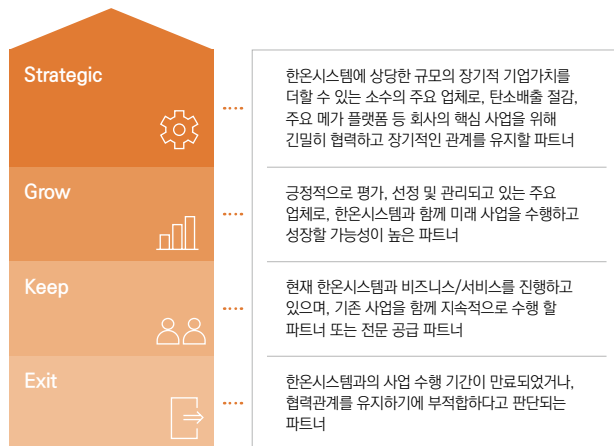 Strategic
한온시스템에 상당한 규모의 장기적 기업가치를
더할 수 있는 소수의 주요 업체로, 탄소배출 절감,
주요 메가 플랫폼 등 회사의 핵심 사업을 위해
긴밀히 협력하고 장기적인 관계를 유지할 파트너
Grow
긍정적으로 평가, 선정 및 관리되고 있는 주요
업체로, 한온시스템과 함께 미래 사업을 수행하고
성장할 가능성이 높은 파트너
Keep
현재 한온시스템과 비즈니스/서비스를 진행하고
있으며, 기존 사업을 함께 지속적으로 수행 할
파트너 또는 전문 공급 파트너
Exit
한온시스템과의 사업 수행 기간이 만료되었거나,
협력관계를 유지하기에 부적합하다고 판단되는
파트너